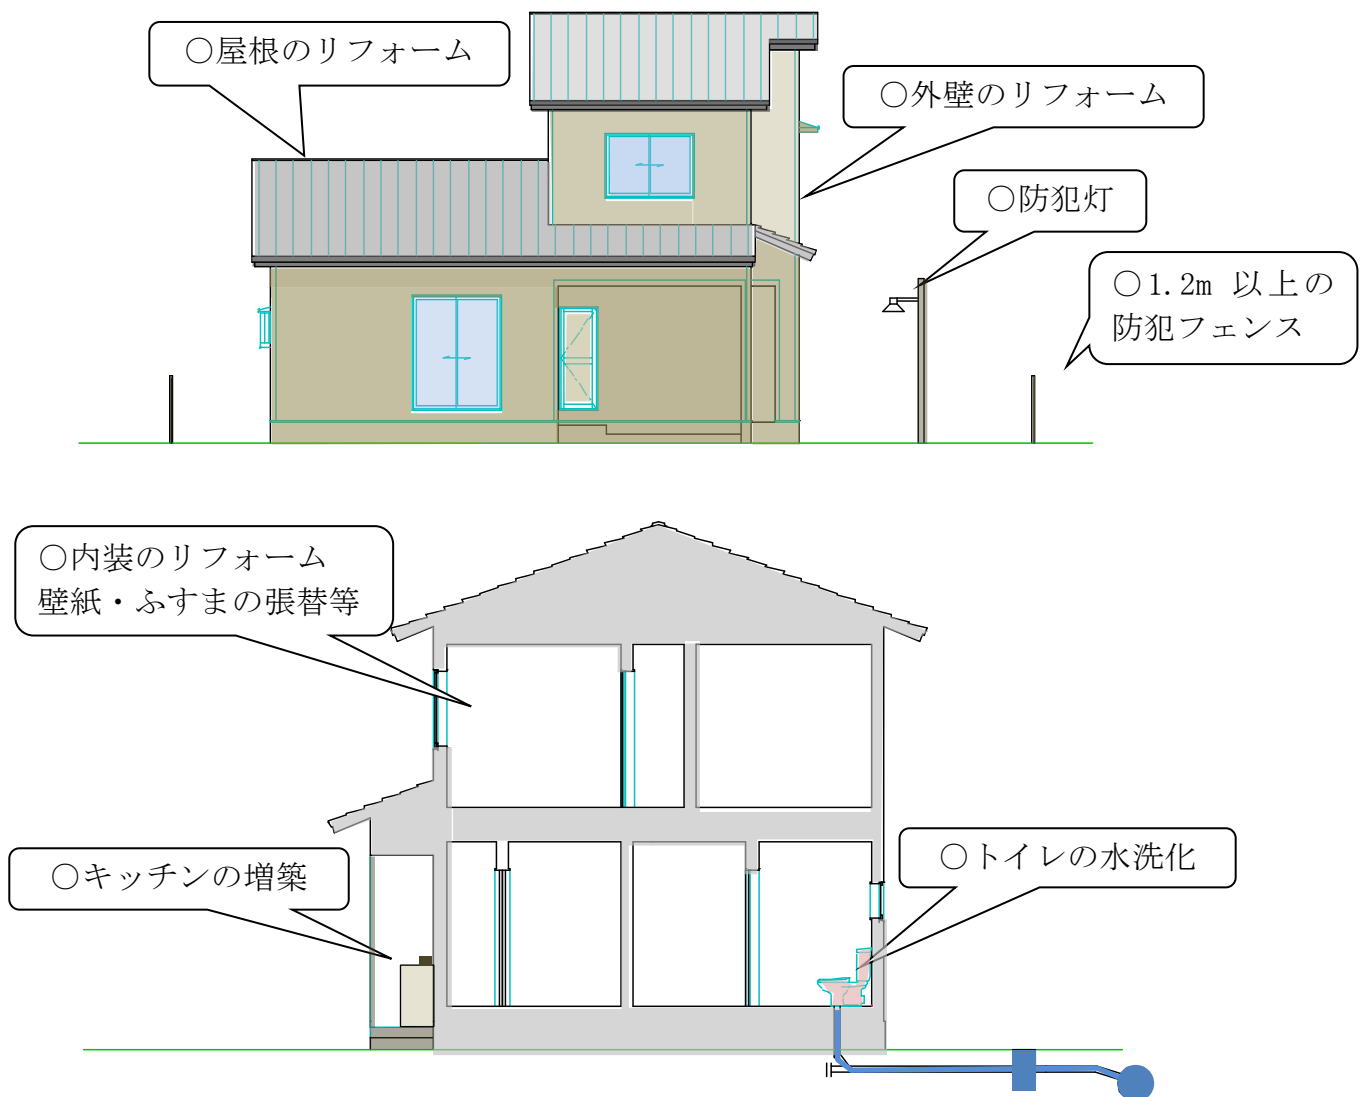 ○屋根のリフォーム
○外壁のリフォーム
○防犯灯
○1.2m 以上の
防犯フェンス
○内装のリフォーム
壁紙・ふすまの張替等
○キッチンの増築
○トイレの水洗化